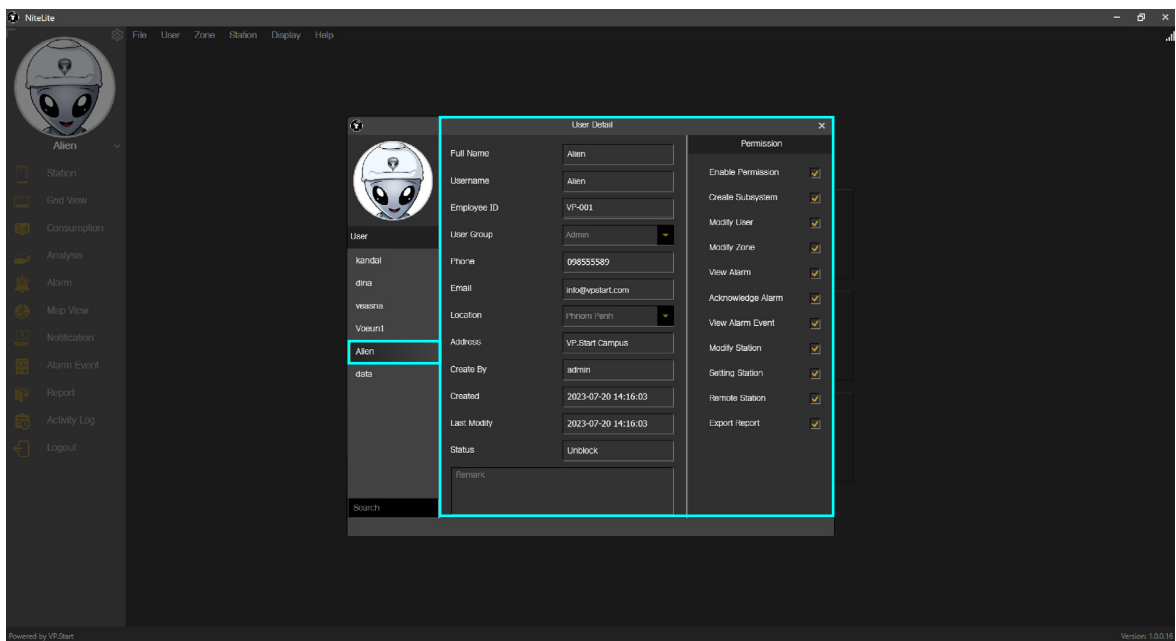 NiteLite
File User Zone Station Display Help
Alien
Station
Grid View
Consumption
Analysis
Alarm
Map View
Notification
Alarm Event
Report
Activity Log
Logout
User Detail
User
kandal
dina
veasna
Voeun1
Alien
data
Search
Full Name Alien
Username Alien
Employee ID VP-001
User Group Admin
Phone 098555589
Email info@vpstart.com
Location Phnom Penh
Address VP.Start Campus
Create By admin
Created 2023-07-20 14:16:03
Last Modify 2023-07-20 14:16:03
Status Unblock
Remark
Permission
Enable Permission
Create Subsystem
Modify User
Modify Zone
View Alarm
Acknowledge Alarm
View Alarm Event
Modify Station
Setting Station
Remote Station
Export Report
Powered by VP.Start
Version: 1.0.0.16